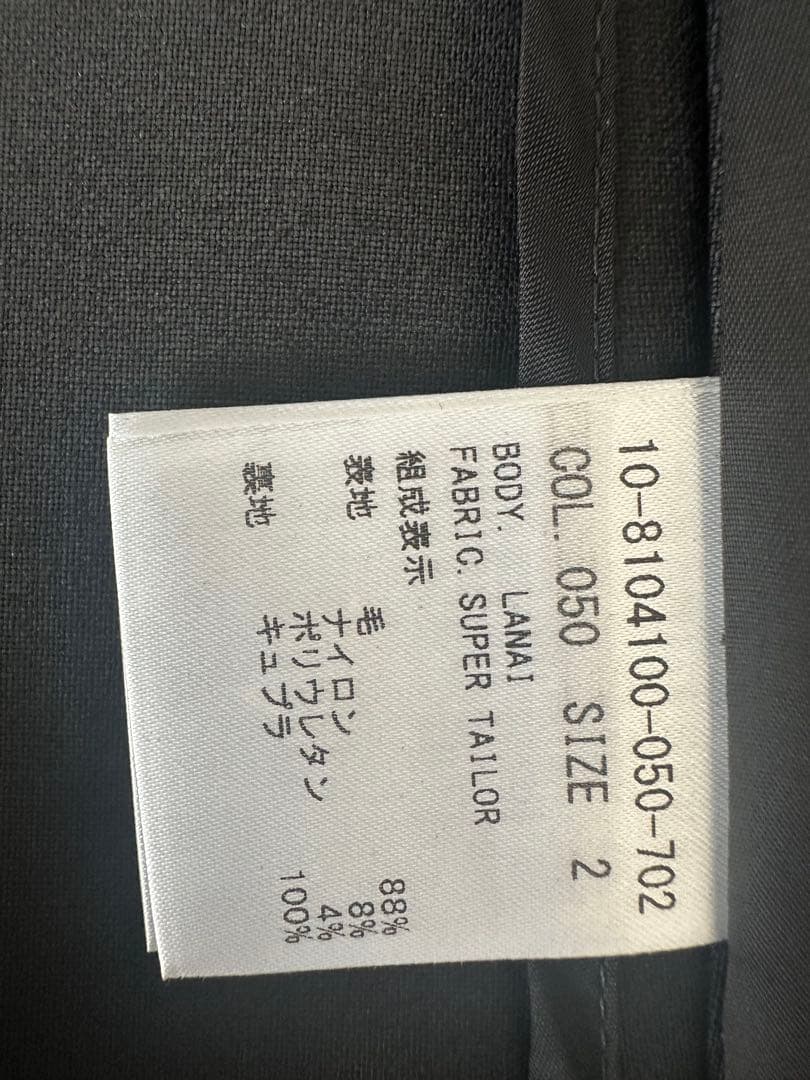 10-8104100-050-702
COL. 050 SIZE 2
BODY. LANAI
FABRIC. SUPER TAILOR
組成表示
表地 毛 88%
ナイロン 8%
ポリウレタン 4%
裏地 キュプラ 100%